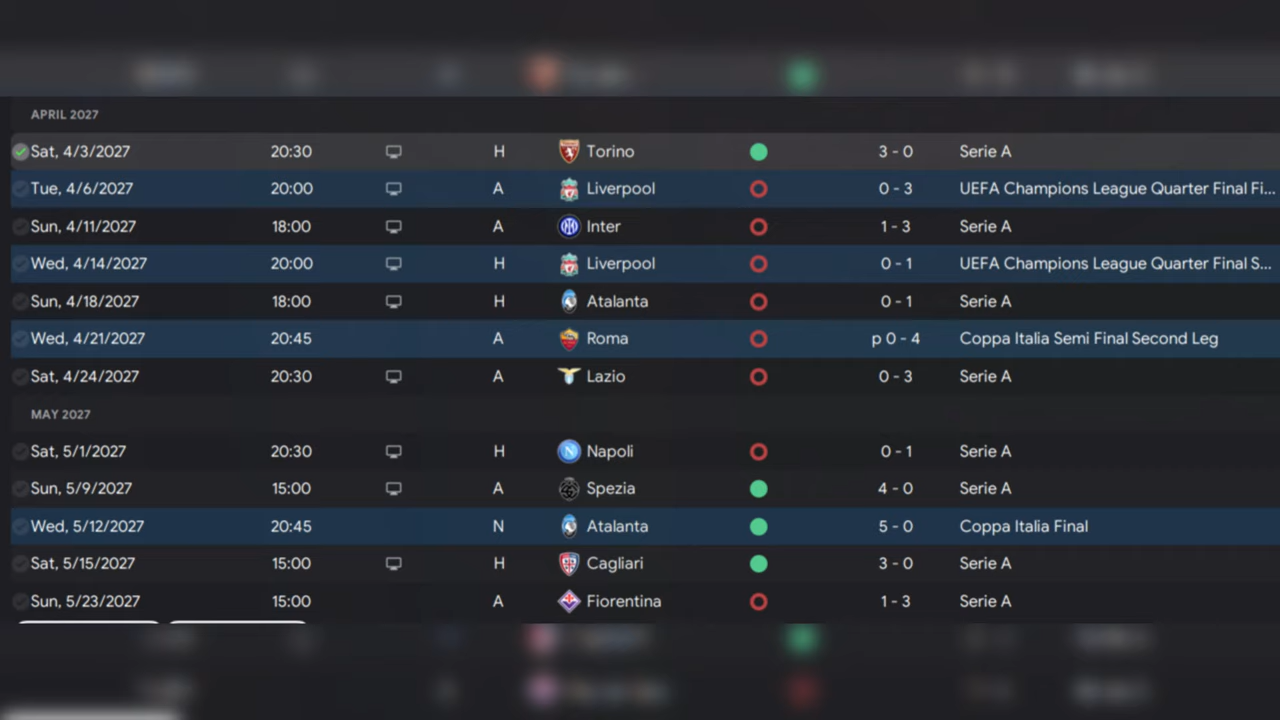 APRIL 2027
Sat, 4/3/2027 20:30 H Torino 3 - 0 Serie A
Tue, 4/6/2027 20:00 A Liverpool 0 - 3 UEFA Champions League Quarter Final Fi...
Sun, 4/11/2027 18:00 A Inter 1 - 3 Serie A
Wed, 4/14/2027 20:00 H Liverpool 0 - 1 UEFA Champions League Quarter Final S...
Sun, 4/18/2027 18:00 H Atalanta 0 - 1 Serie A
Wed, 4/21/2027 20:45 A Roma p 0 - 4 Coppa Italia Semi Final Second Leg
Sat, 4/24/2027 20:30 A Lazio 0 - 3 Serie A
MAY 2027
Sat, 5/1/2027 20:30 H Napoli 0 - 1 Serie A
Sun, 5/9/2027 15:00 A Spezia 4 - 0 Serie A
Wed, 5/12/2027 20:45 N Atalanta 5 - 0 Coppa Italia Final
Sat, 5/15/2027 15:00 H Cagliari 3 - 0 Serie A
Sun, 5/23/2027 15:00 A Fiorentina 1 - 3 Serie A